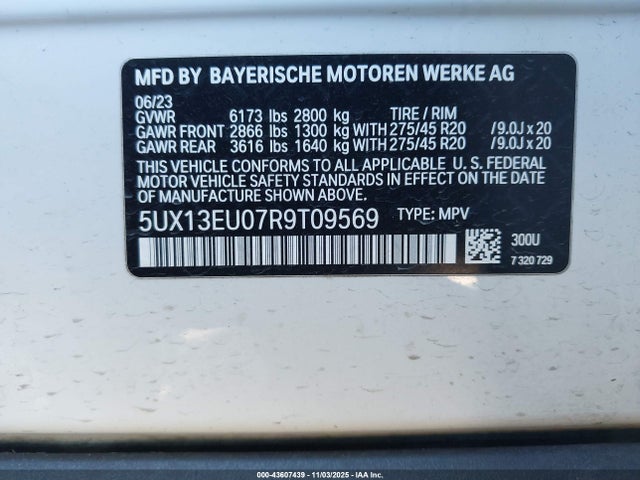 MFD BY BAYERISCHE MOTOREN WERKE AG
06/23
GVWR 6173 lbs 2800 kg TIRE / RIM
GAWR FRONT 2866 lbs 1300 kg WITH 275/45 R20 /9.0J x 20
GAWR REAR 3616 lbs 1640 kg WITH 275/45 R20 /9.0J x 20
THIS VEHICLE CONFORMS TO ALL APPLICABLE U. S. FEDERAL
MOTOR VEHICLE SAFETY STANDARDS IN EFFECT ON THE DATE
OF MANUFACTURE SHOWN ABOVE.
5UX13EU07R9T09569 TYPE: MPV
300U
7 320 729
000-43607439 - 11/03/2025 - IAA Inc.